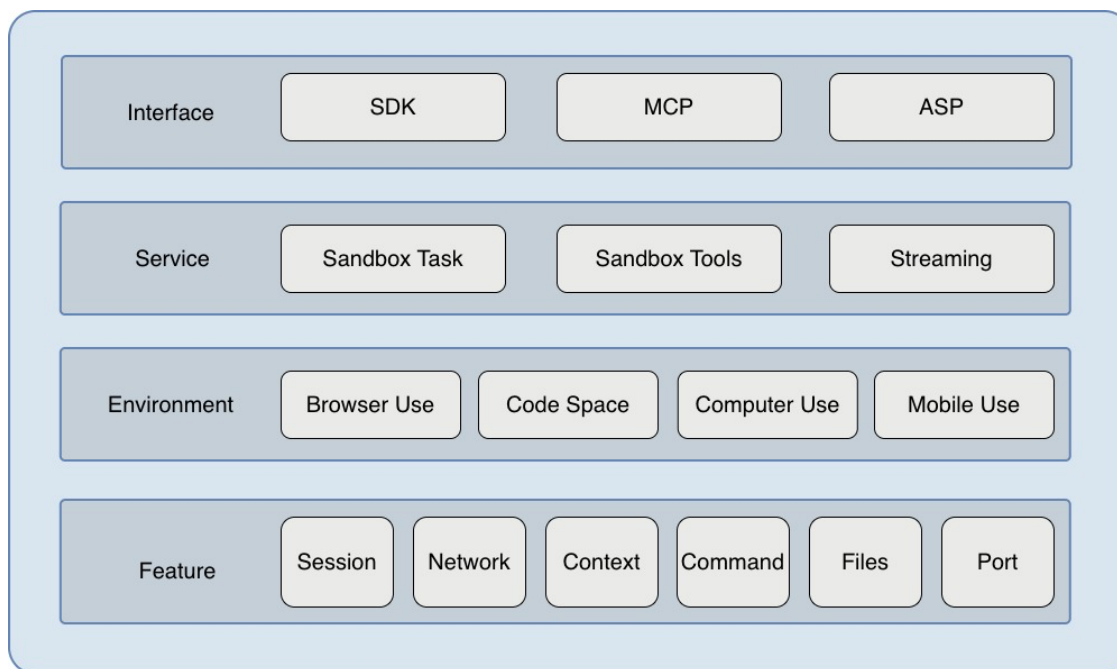 Interface
SDK
MCP
ASP
Service
Sandbox Task
Sandbox Tools
Streaming
Environment
Browser Use
Code Space
Computer Use
Mobile Use
Feature
Session
Network
Context
Command
Files
Port